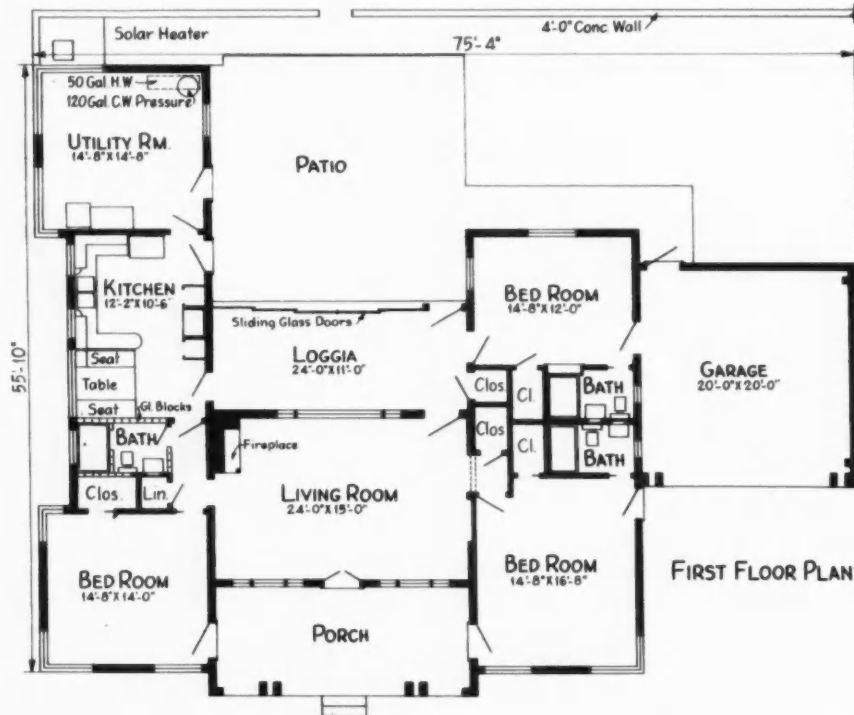 Solar Heater
4'-0" Conc. Wall
75'-4"
50 Gal. H.W
120 Gal. C.W Pressure
UTILITY RM.
14'-8" X 14'-8"
PATIO
KITCHEN
12'-2" X 10'-6"
BED ROOM
14'-8" X 12'-0"
Sliding Glass Doors
LOGGIA
24'-0" X 11'-0"
GARAGE
20'-0" X 20'-0"
55'-10"
Seat
Table
Seat
Gl. Blocks
Clos.
Cl.
BATH
BATH
Fireplace
Clos
Cl.
BATH
Clos.
Lin.
LIVING ROOM
24'-0" X 15'-0"
BED ROOM
14'-8" X 14'-0"
BED ROOM
14'-8" X 16'-8"
FIRST FLOOR PLAN
PORCH